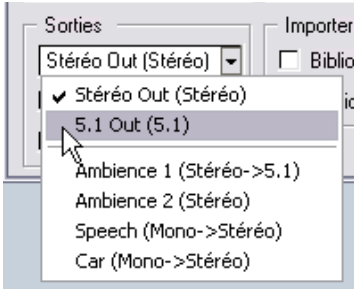 Sorties
Importer
Stéréo Out (Stéréo)
Biblio
✔ Stéréo Out (Stéréo)
5.1 Out (5.1)
Ambience 1 (Stéréo->5.1)
Ambience 2 (Stéréo)
Speech (Mono->Stéréo)
Car (Mono->Stéréo)